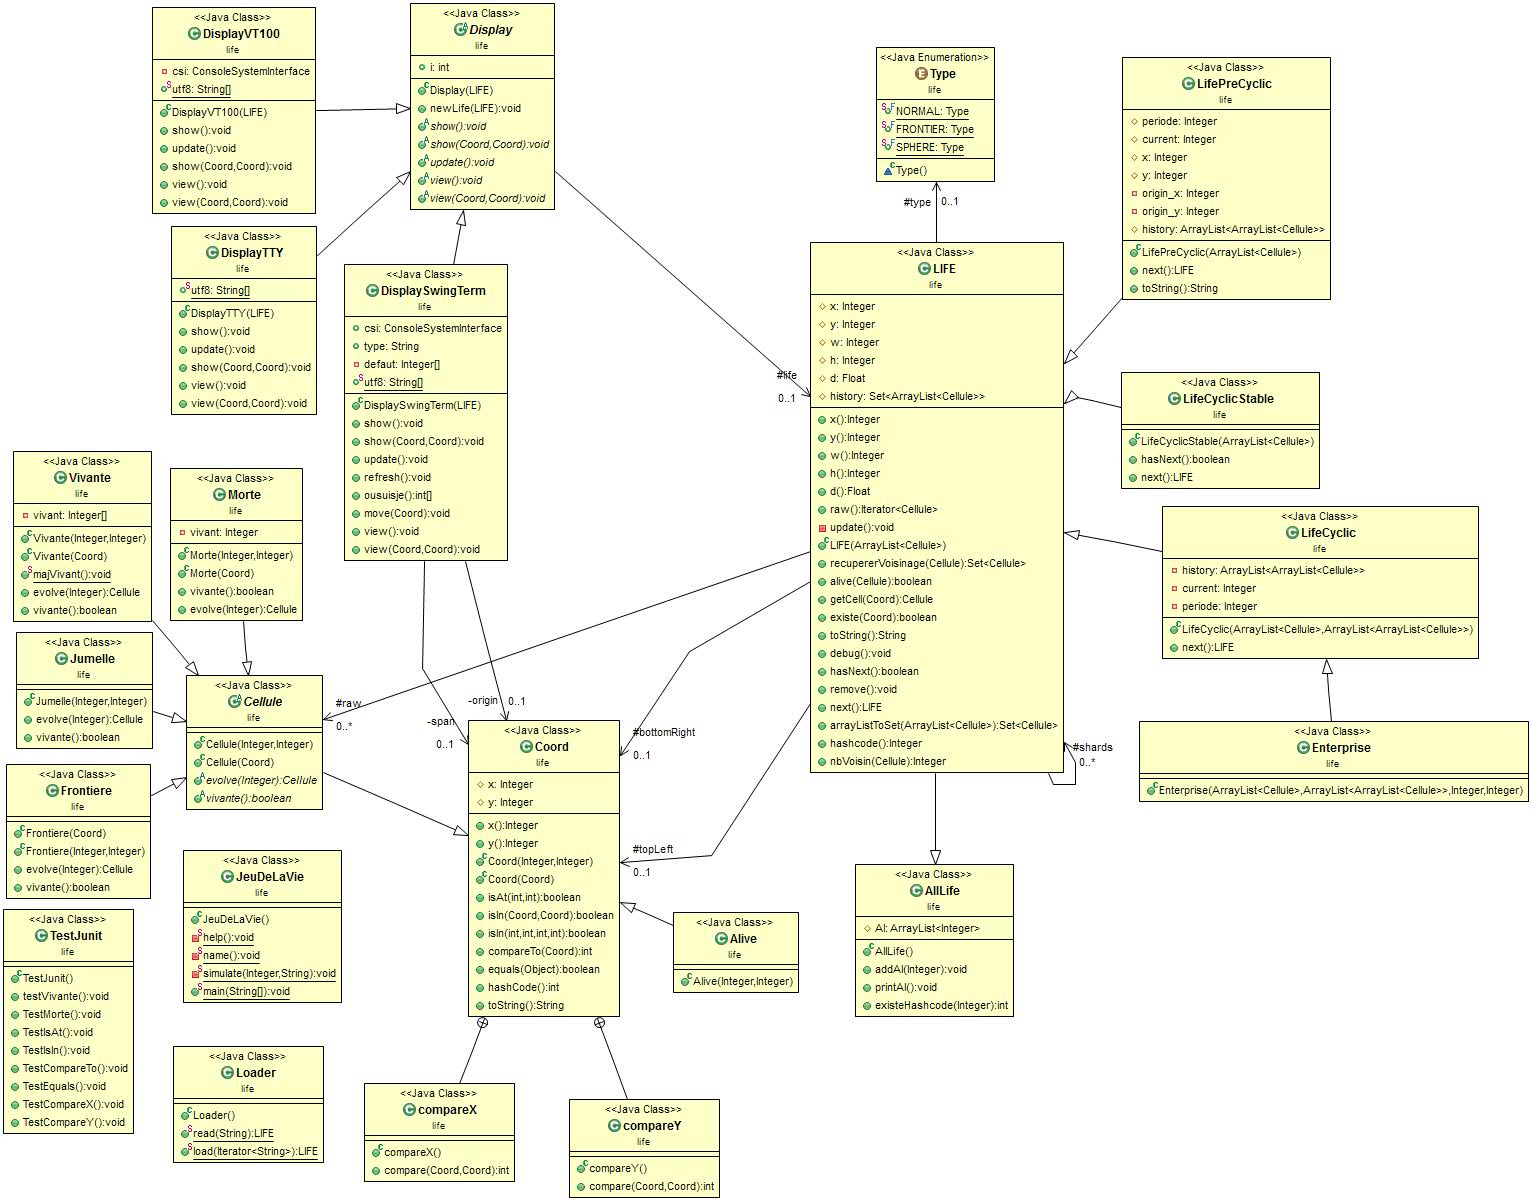 <<Java Class>>
DisplayVT100
life
csi: ConsoleSystemInterface
utf8: String[]
DisplayVT100(LIFE)
show():void
update():void
show(Coord,Coord):void
view():void
view(Coord,Coord):void
<<Java Class>>
Display
life
i: int
Display(LIFE)
newLife(LIFE):void
show():void
show(Coord,Coord):void
update():void
view():void
view(Coord,Coord):void
<<Java Enumeration>>
Type
life
NORMAL: Type
FRONTIER: Type
SPHERE: Type
Type()
#type
0..1
<<Java Class>>
LifePreCyclic
life
periode: Integer
current: Integer
x: Integer
y: Integer
origin_x: Integer
origin_y: Integer
history: ArrayList<ArrayList<Cellule>>
LifePreCyclic(ArrayList<Cellule>)
next():LIFE
toString():String
<<Java Class>>
DisplayTTY
life
utf8: String[]
DisplayTTY(LIFE)
show():void
update():void
show(Coord,Coord):void
view():void
view(Coord,Coord):void
<<Java Class>>
DisplaySwingTerm
life
csi: ConsoleSystemInterface
type: String
defaut: Integer[]
utf8: String[]
DisplaySwingTerm(LIFE)
show():void
show(Coord,Coord):void
update():void
refresh():void
ousuisje():int[]
move(Coord):void
view():void
view(Coord,Coord):void
#life
0..1
<<Java Class>>
LIFE
life
x: Integer
y: Integer
w: Integer
h: Integer
d: Float
history: Set<ArrayList<Cellule>>
x():Integer
y():Integer
w():Integer
h():Integer
d():Float
raw():Iterator<Cellule>
update():void
LIFE(ArrayList<Cellule>)
recupererVoisinage(Cellule):Set<Cellule>
alive(Cellule):boolean
getCell(Coord):Cellule
existe(Coord):boolean
toString():String
debug():void
hasNext():boolean
remove():void
next():LIFE
arrayListToSet(ArrayList<Cellule>):Set<Cellule>
hashcode():Integer
nbVoisin(Cellule):Integer
#shards
0..*
<<Java Class>>
LifeCyclicStable
life
LifeCyclicStable(ArrayList<Cellule>)
hasNext():boolean
next():LIFE
<<Java Class>>
LifeCyclic
life
history: ArrayList<ArrayList<Cellule>>
current: Integer
periode: Integer
LifeCyclic(ArrayList<Cellule>,ArrayList<ArrayList<Cellule>>)
next():LIFE
<<Java Class>>
Enterprise
life
Enterprise(ArrayList<Cellule>,ArrayList<ArrayList<Cellule>>,Integer,Integer)
<<Java Class>>
Vivante
life
vivant: Integer[]
Vivante(Integer,Integer)
Vivante(Coord)
majVivant():void
evolve(Integer):Cellule
vivante():boolean
<<Java Class>>
Morte
life
vivant: Integer
Morte(Integer,Integer)
Morte(Coord)
vivante():boolean
evolve(Integer):Cellule
<<Java Class>>
Jumelle
life
Jumelle(Integer,Integer)
evolve(Integer):Cellule
vivante():boolean
<<Java Class>>
Cellule
life
Cellule(Integer,Integer)
Cellule(Coord)
evolve(Integer):Cellule
vivante():boolean
#raw
0..*
-span
0..1
-origin
0..1
#bottomRight
0..1
#topLeft
0..1
<<Java Class>>
Coord
life
x: Integer
y: Integer
x():Integer
y():Integer
Coord(Integer,Integer)
Coord(Coord)
isAt(int,int):boolean
isIn(Coord,Coord):boolean
isIn(int,int,int,int):boolean
compareTo(Coord):int
equals(Object):boolean
hashCode():int
toString():String
<<Java Class>>
Frontiere
life
Frontiere(Coord)
Frontiere(Integer,Integer)
evolve(Integer):Cellule
vivante():boolean
<<Java Class>>
JeuDeLaVie
life
JeuDeLaVie()
help():void
name():void
simulate(Integer,String):void
main(String[]):void
<<Java Class>>
Alive
life
Alive(Integer,Integer)
<<Java Class>>
AllLife
life
Al: ArrayList<Integer>
AllLife()
addAl(Integer):void
printAl():void
existeHashcode(Integer):int
<<Java Class>>
TestJunit
life
TestJunit()
testVivante():void
TestMorte():void
TestIsAt():void
TestIsIn():void
TestCompareTo():void
TestEquals():void
TestCompareX():void
TestCompareY():void
<<Java Class>>
Loader
life
Loader()
read(String):LIFE
load(Iterator<String>):LIFE
<<Java Class>>
compareX
life
compareX()
compare(Coord,Coord):int
<<Java Class>>
compareY
life
compareY()
compare(Coord,Coord):int